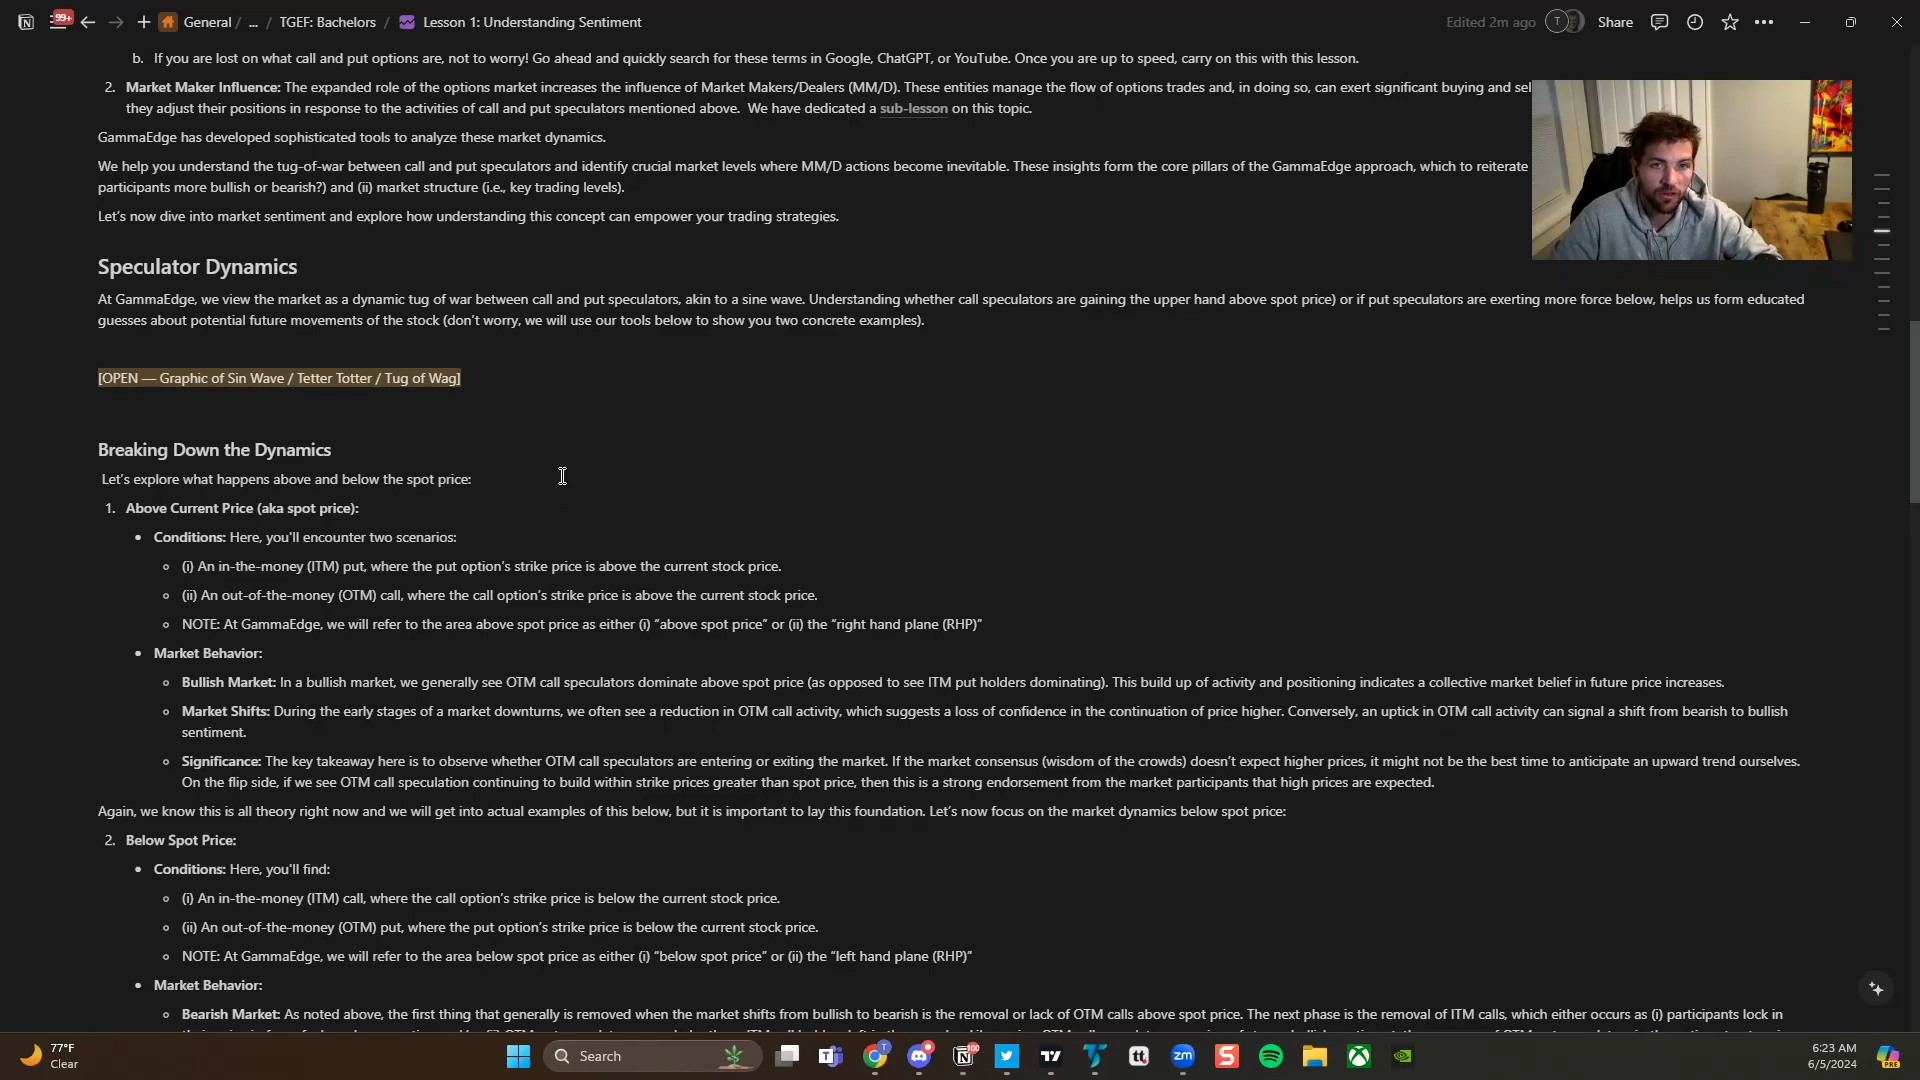 99+
General / ... / TGEF: Bachelors / Lesson 1: Understanding Sentiment
Edited 2m ago T Share
b. If you are lost on what call and put options are, not to worry! Go ahead and quickly search for these terms in Google, ChatGPT, or YouTube. Once you are up to speed, carry on this with this lesson.
2. Market Maker Influence: The expanded role of the options market increases the influence of Market Makers/Dealers (MM/D). These entities manage the flow of options trades and, in doing so, can exert significant buying and sel
they adjust their positions in response to the activities of call and put speculators mentioned above. We have dedicated a sub-lesson on this topic.
GammaEdge has developed sophisticated tools to analyze these market dynamics.
We help you understand the tug-of-war between call and put speculators and identify crucial market levels where MM/D actions become inevitable. These insights form the core pillars of the GammaEdge approach, which to reiterate
participants more bullish or bearish?) and (ii) market structure (i.e., key trading levels).
Let's now dive into market sentiment and explore how understanding this concept can empower your trading strategies.
Speculator Dynamics
At GammaEdge, we view the market as a dynamic tug of war between call and put speculators, akin to a sine wave. Understanding whether call speculators are gaining the upper hand above spot price) or if put speculators are exerting more force below, helps us form educated
guesses about potential future movements of the stock (don't worry, we will use our tools below to show you two concrete examples).
[OPEN — Graphic of Sin Wave / Tetter Totter / Tug of Wag]
Breaking Down the Dynamics
Let's explore what happens above and below the spot price:
1. Above Current Price (aka spot price):
• Conditions: Here, you'll encounter two scenarios:
◦ (i) An in-the-money (ITM) put, where the put option's strike price is above the current stock price.
◦ (ii) An out-of-the-money (OTM) call, where the call option's strike price is above the current stock price.
◦ NOTE: At GammaEdge, we will refer to the area above spot price as either (i) “above spot price” or (ii) the “right hand plane (RHP)”
• Market Behavior:
◦ Bullish Market: In a bullish market, we generally see OTM call speculators dominate above spot price (as opposed to see ITM put holders dominating). This build up of activity and positioning indicates a collective market belief in future price increases.
◦ Market Shifts: During the early stages of a market downturns, we often see a reduction in OTM call activity, which suggests a loss of confidence in the continuation of price higher. Conversely, an uptick in OTM call activity can signal a shift from bearish to bullish
sentiment.
◦ Significance: The key takeaway here is to observe whether OTM call speculators are entering or exiting the market. If the market consensus (wisdom of the crowds) doesn't expect higher prices, it might not be the best time to anticipate an upward trend ourselves.
On the flip side, if we see OTM call speculation continuing to build within strike prices greater than spot price, then this is a strong endorsement from the market participants that high prices are expected.
Again, we know this is all theory right now and we will get into actual examples of this below, but it is important to lay this foundation. Let's now focus on the market dynamics below spot price:
2. Below Spot Price:
• Conditions: Here, you'll find:
◦ (i) An in-the-money (ITM) call, where the call option's strike price is below the current stock price.
◦ (ii) An out-of-the-money (OTM) put, where the put option's strike price is below the current stock price.
◦ NOTE: At GammaEdge, we will refer to the area below spot price as either (i) “below spot price” or (ii) the “left hand plane (RHP)”
• Market Behavior:
◦ Bearish Market: As noted above, the first thing that generally is removed when the market shifts from bullish to bearish is the removal or lack of OTM calls above spot price. The next phase is the removal of ITM calls, which either occurs as (i) participants lock in
77°F
Clear
Search
100
tt
zm
S
6:23 AM
6/5/2024
PRE